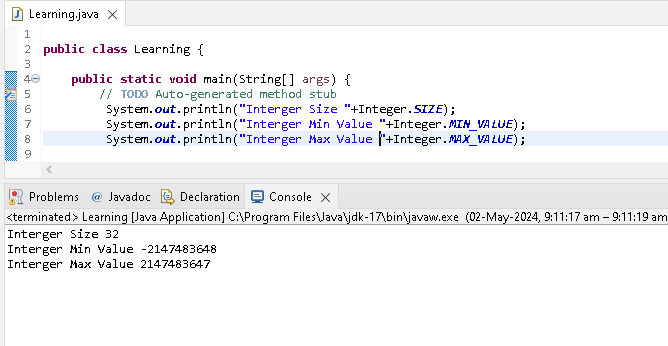 Learning.java
1
2 public class Learning {
3
4 public static void main(String[] args) {
5 // TODO Auto-generated method stub
6 System.out.println("Interger Size "+Integer.SIZE);
7 System.out.println("Interger Min Value "+Integer.MIN_VALUE);
8 System.out.println("Interger Max Value "+Integer.MAX_VALUE);
9
Problems @ Javadoc Declaration Console
<terminated> Learning [Java Application] C:\Program Files\Java\jdk-17\bin\javaw.exe (02-May-2024, 9:11:17 am – 9:11:19 am
Interger Size 32
Interger Min Value -2147483648
Interger Max Value 2147483647